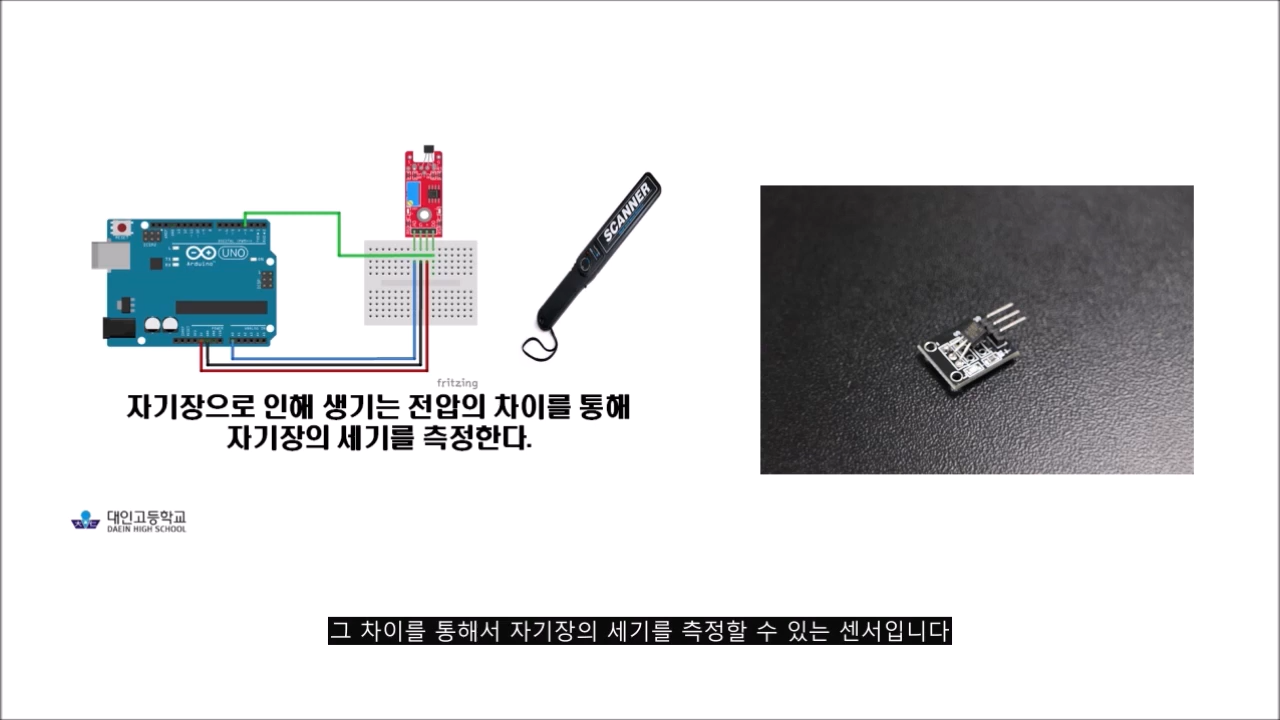 UNO
Arduino
SCANNER
fritzing
자기장으로 인해 생기는 전압의 차이를 통해
자기장의 세기를 측정한다.
대인고등학교
DAEIN HIGH SCHOOL
그 차이를 통해서 자기장의 세기를 측정할 수 있는 센서입니다